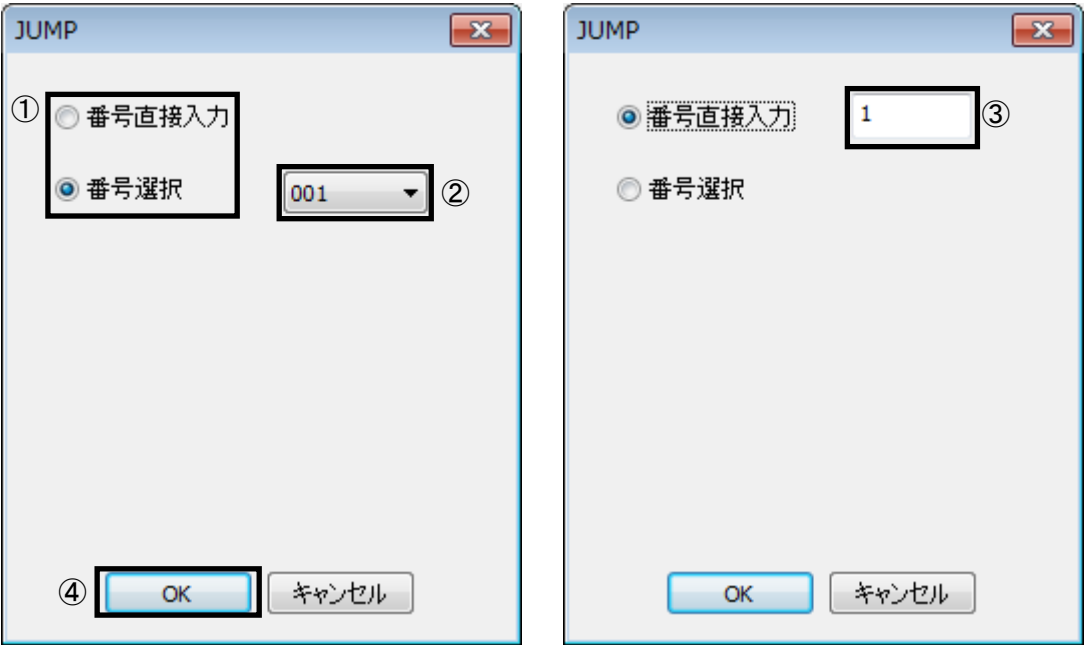 JUMP
① 番号直接入力
番号選択 001 ②
④ OK キャンセル
JUMP
番号直接入力 1 ③
番号選択
OK キャンセル